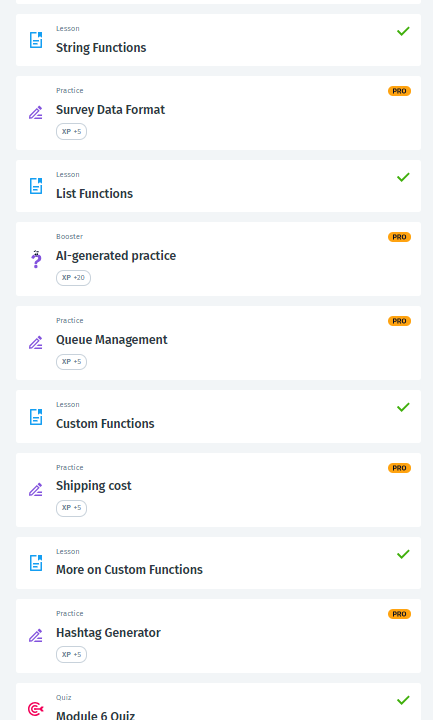 Lesson
String Functions
Practice
PRO
Survey Data Format
XP +5
Lesson
List Functions
Booster
PRO
AI-generated practice
XP +20
Practice
PRO
Queue Management
XP +5
Lesson
Custom Functions
Practice
PRO
Shipping cost
XP +5
Lesson
More on Custom Functions
Practice
PRO
Hashtag Generator
XP +5
Quiz
Module 6 Quiz